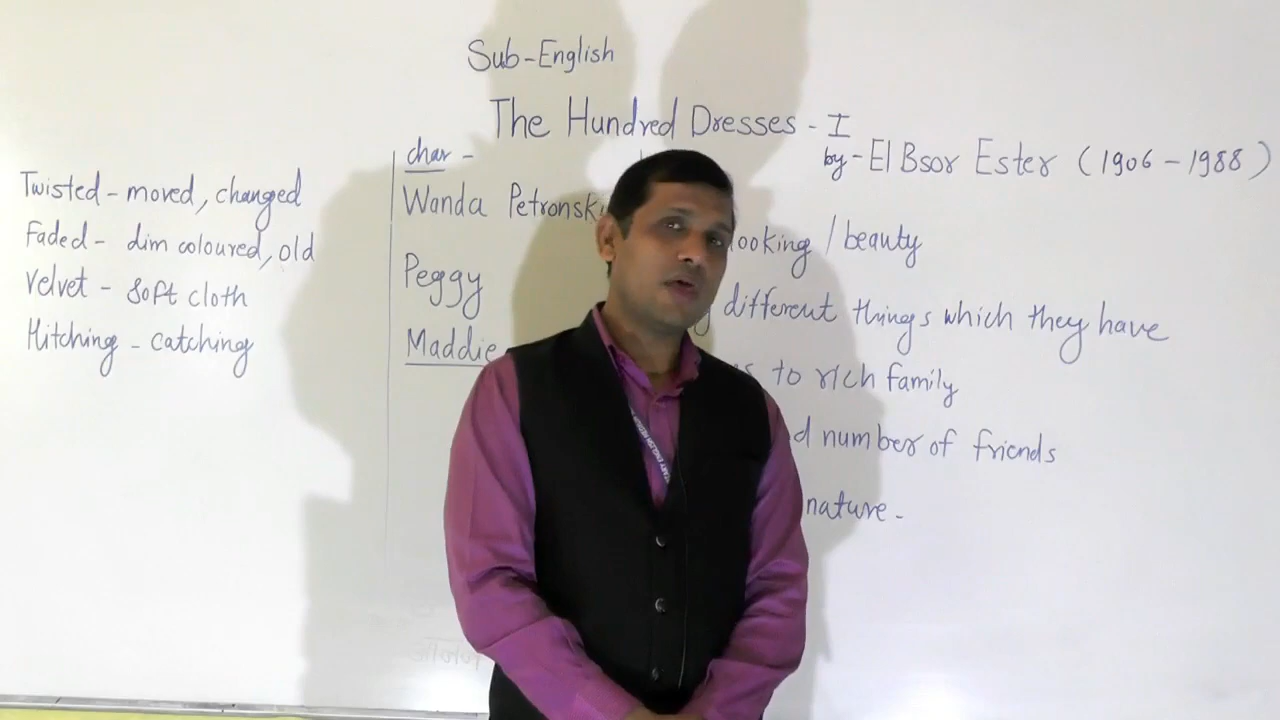 Sub-English
The Hundred Dresses - I
by - El Bsor Ester (1906 - 1988)
Twisted - moved, changed
Faded - dim coloured, old
Velvet - soft cloth
Hitching - catching
char -
Wanda Petronski
Peggy
Maddie
looking / beauty
different things which they have
to rich family
number of friends
nature -